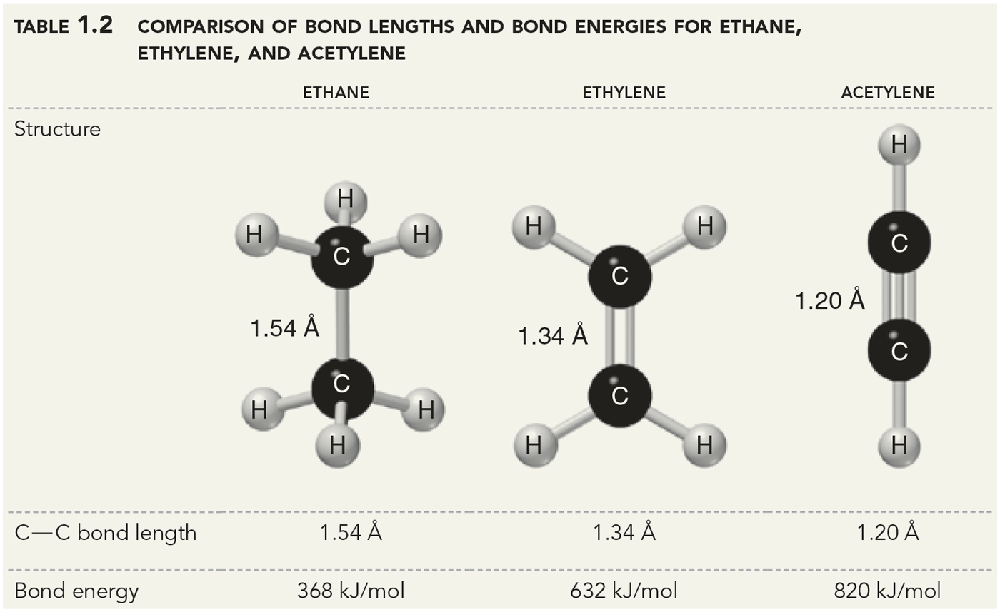 TABLE 1.2 COMPARISON OF BOND LENGTHS AND BOND ENERGIES FOR ETHANE,
ETHYLENE, AND ACETYLENE
ETHANE ETHYLENE ACETYLENE
Structure
H
H
H
C
1.54 Å
C
H
H
H
H
H
C
1.34 Å
C
H
H
H
C
1.20 Å
C
H
C—C bond length 1.54 Å 1.34 Å 1.20 Å
Bond energy 368 kJ/mol 632 kJ/mol 820 kJ/mol